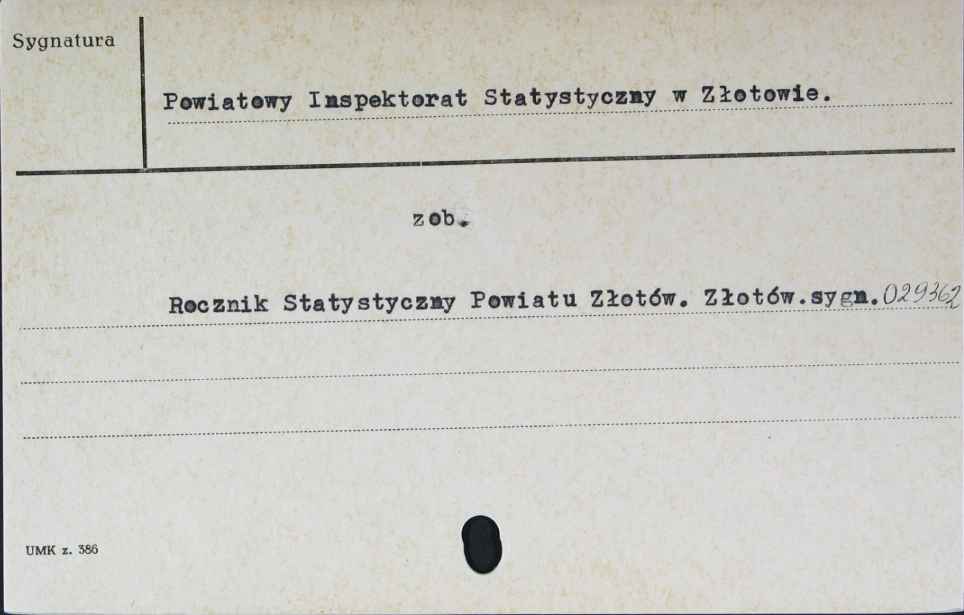 Sygnatura
Powiatowy Inspektorat Statystyczny w Złotowie.
zob.
Rocznik Statystyczny Powiatu Złotów. Złotów.sygn.029362
UMK z. 386